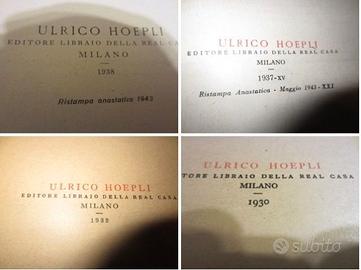 ULRICO HOEPLI
EDITORE LIBRAIO DELLA REAL CASA
MILANO
1938
Ristampa anastatica 1943
ULRICO HOEPLI
EDITORE LIBRAIO DELLA REAL CASA
MILANO
1937-XV
Ristampa Anastatica - Maggio 1943-XXI
ULRICO HOEPLI
EDITORE LIBRAIO DELLA REAL CASA
MILANO
ULRICO HOEPLI
TORE LIBRAIO DELLA REAL CASA
MILANO
1930
subito